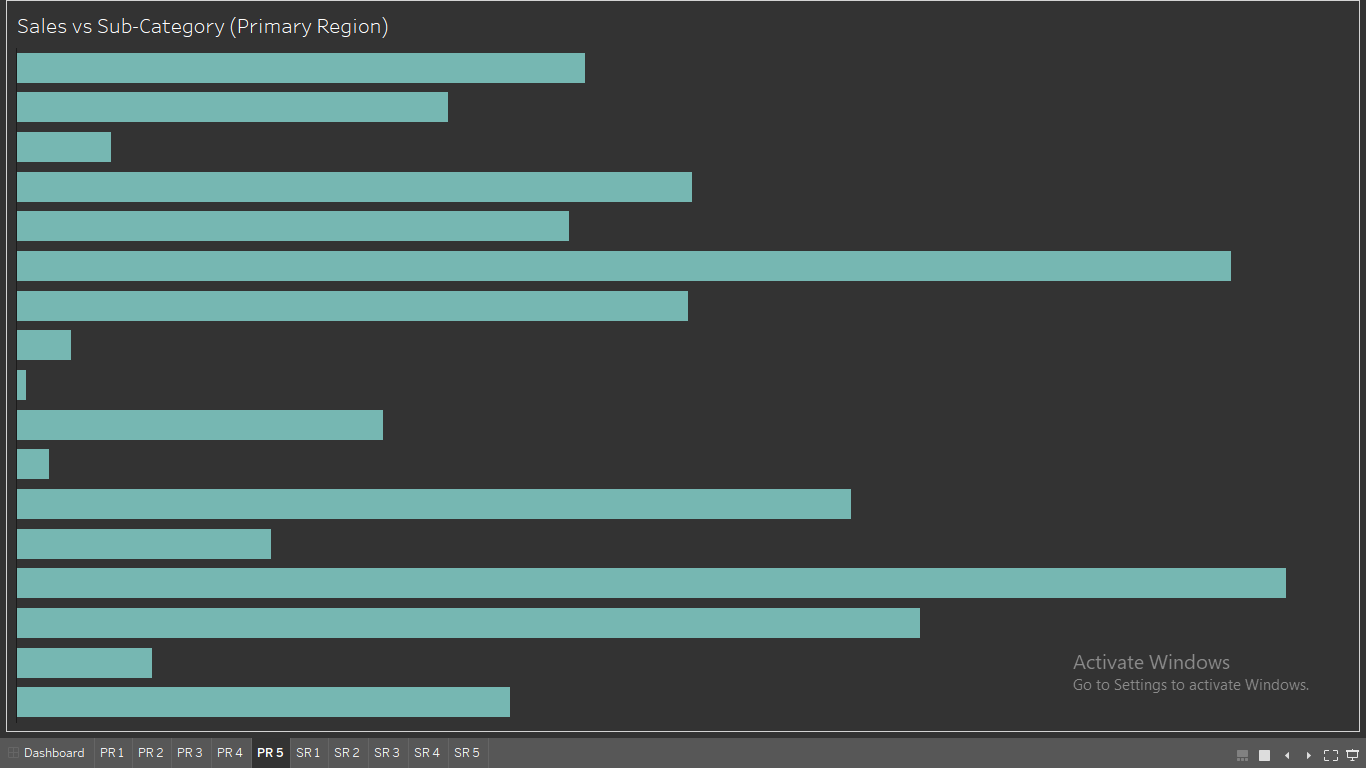 Sales vs Sub-Category (Primary Region)
Activate Windows
Go to Settings to activate Windows.
Dashboard PR 1 PR 2 PR 3 PR 4 PR 5 SR 1 SR 2 SR 3 SR 4 SR 5